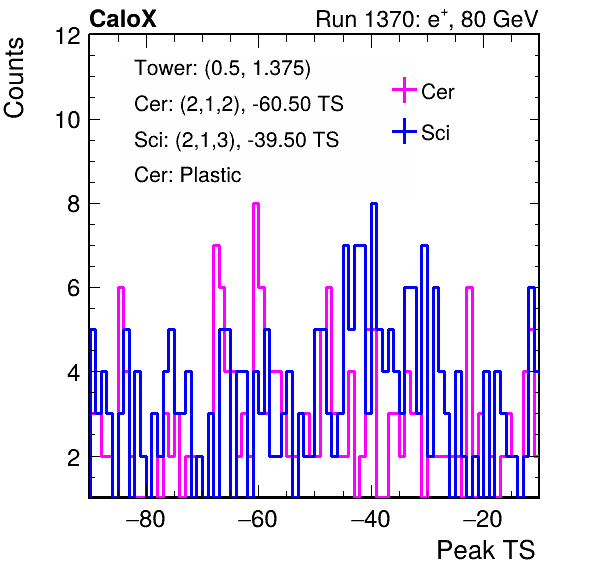 CaloX Run 1370: e+, 80 GeV
Counts
12
10
8
6
4
2
Tower: (0.5, 1.375)
Cer: (2,1,2), -60.50 TS
Sci: (2,1,3), -39.50 TS
Cer: Plastic
Cer
Sci
−80 −60 −40 −20
Peak TS